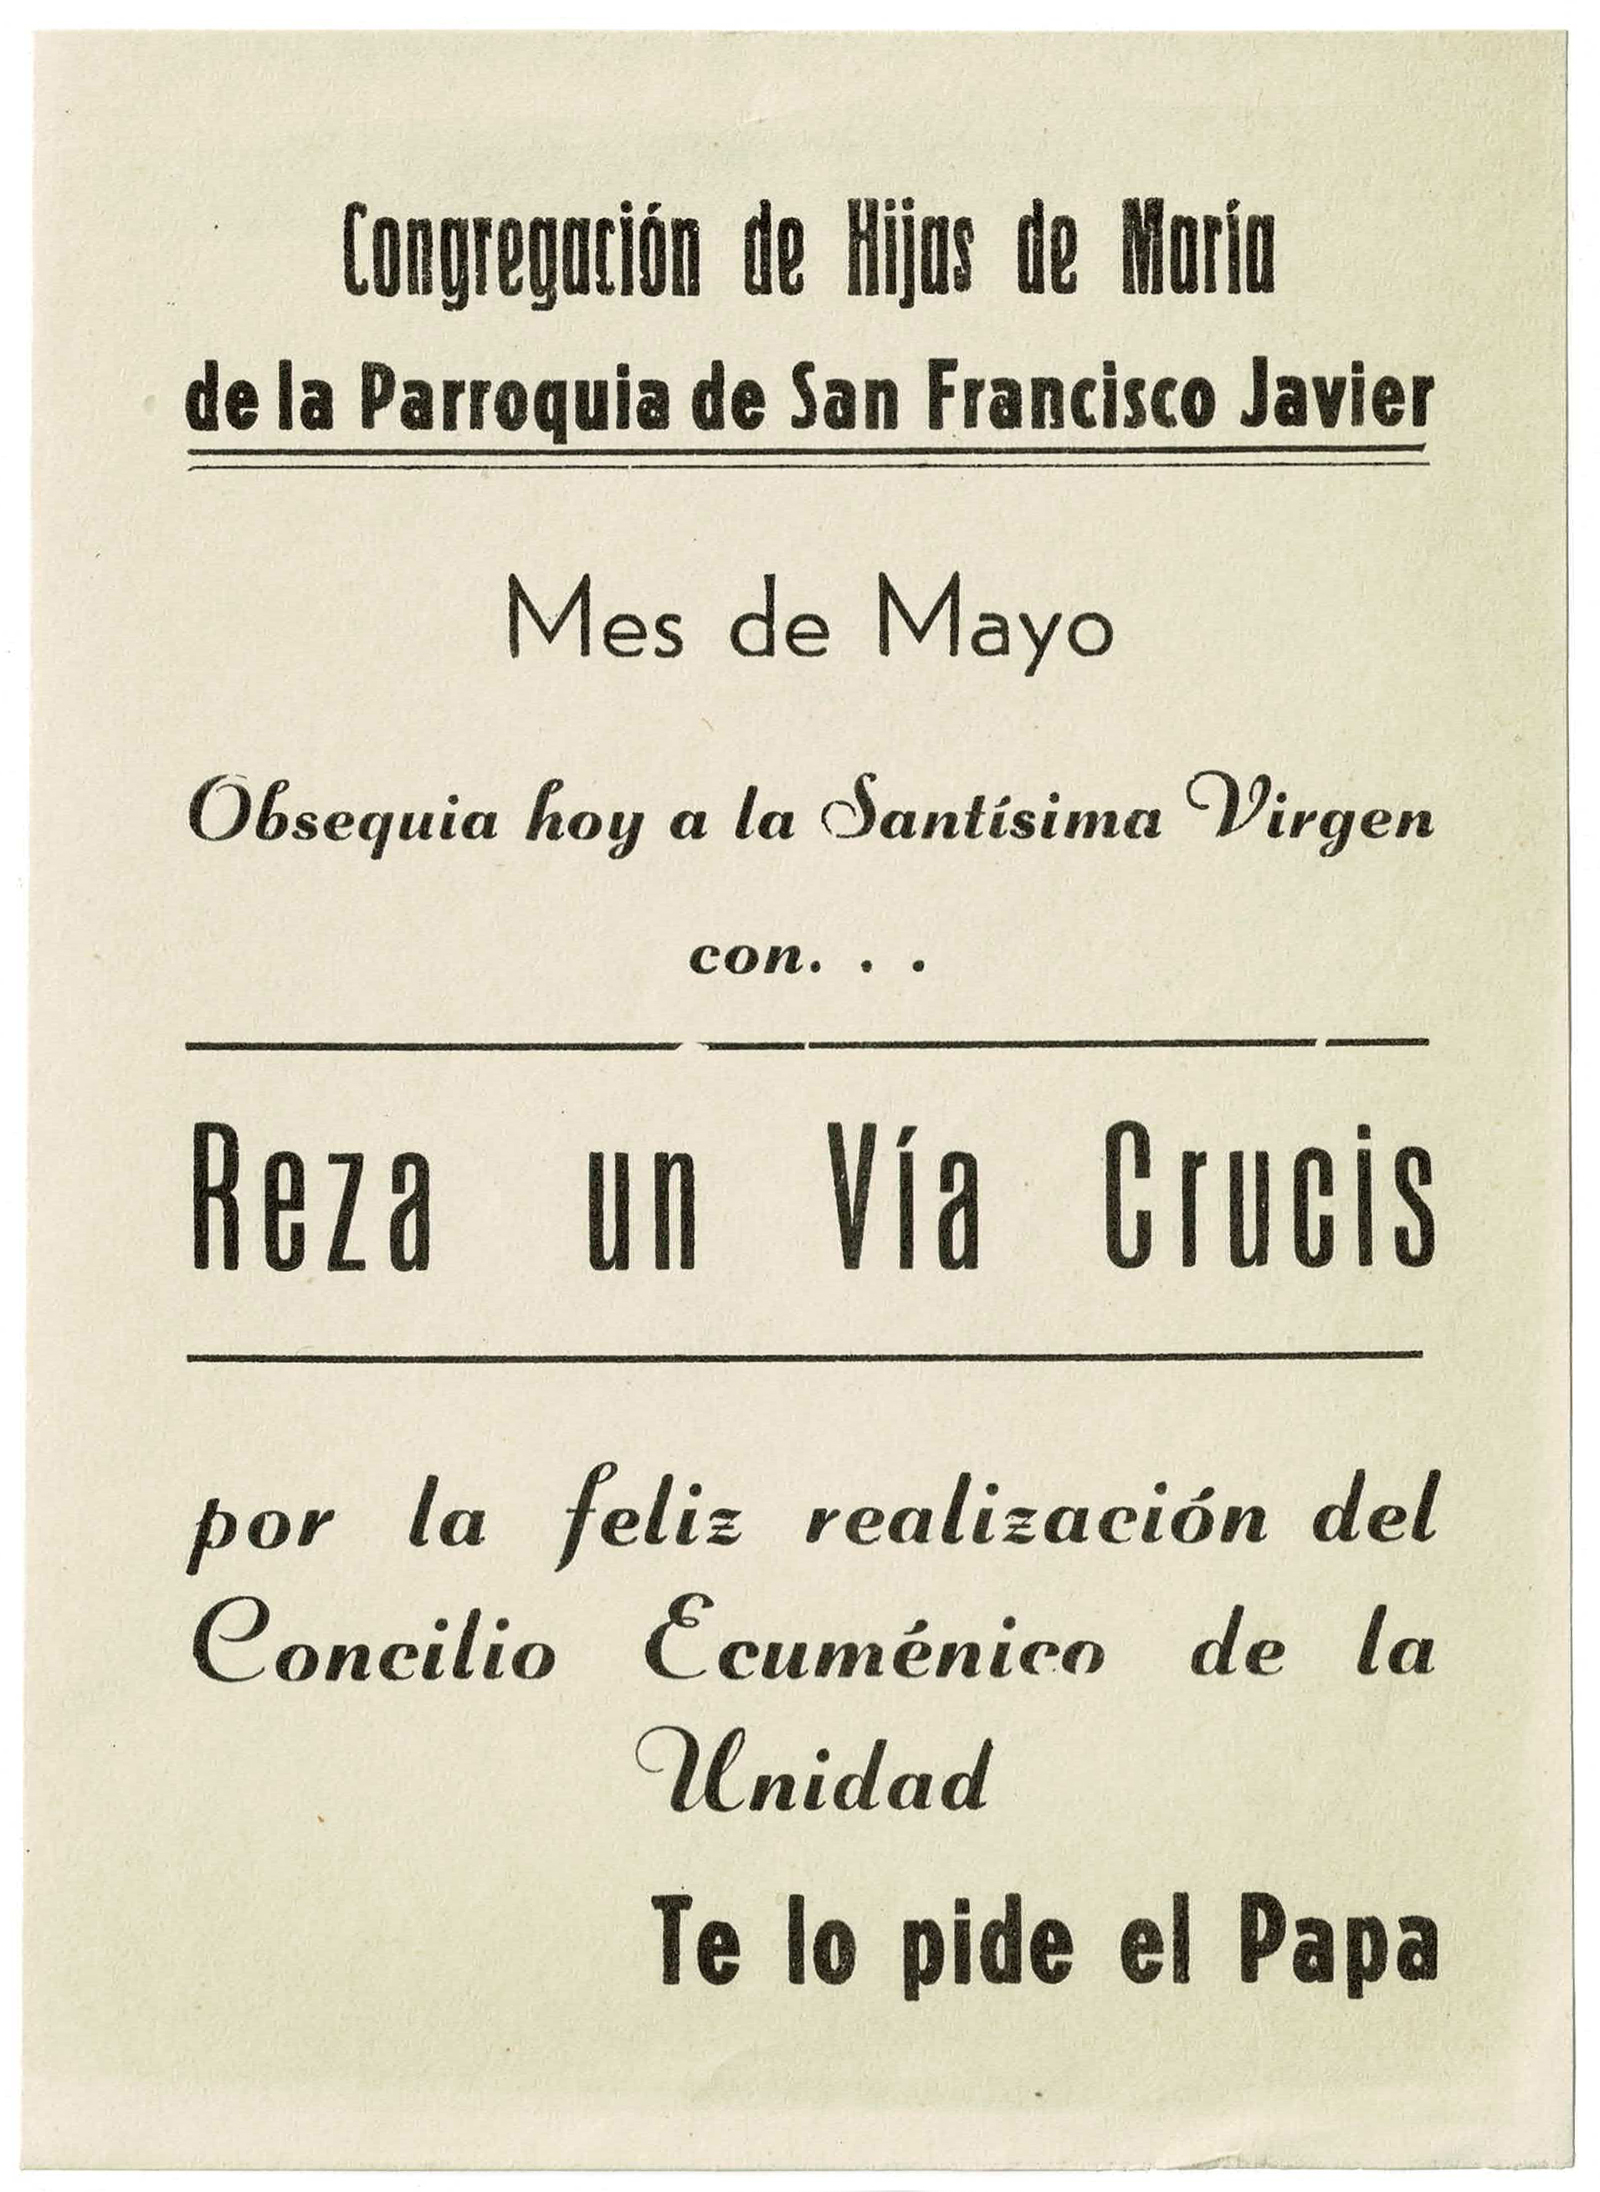 Congregación de Hijas de María
de la Parroquia de San Francisco Javier
Mes de Mayo
Obsequia hoy a la Santísima Virgen
con. . .
Reza un Vía Crucis
por la feliz realización del
Concilio Ecuménico de la
Unidad
Te lo pide el Papa